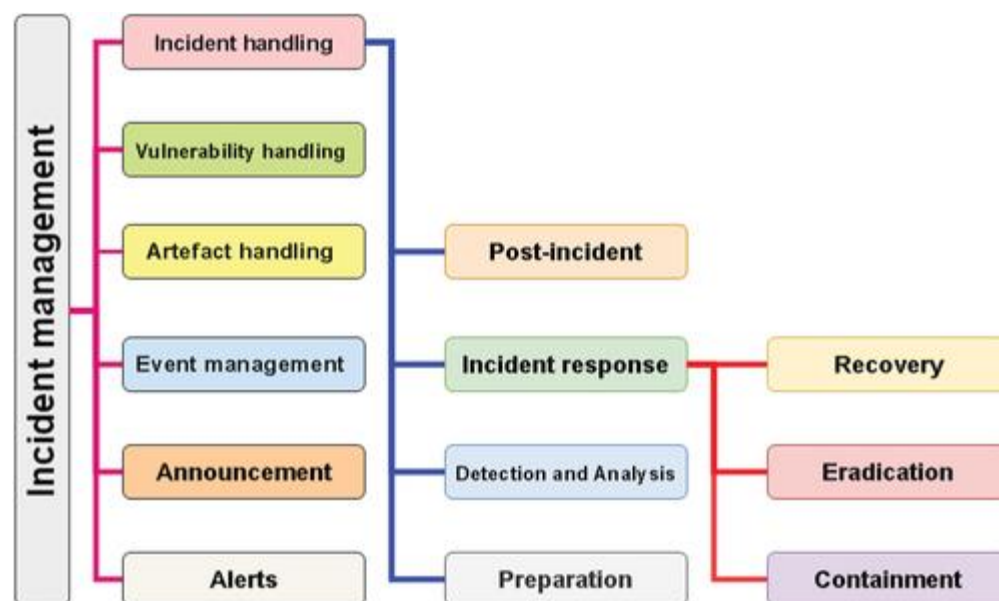 Incident management
Incident handling
Vulnerability handling
Artefact handling
Post-incident
Event management
Incident response
Recovery
Announcement
Detection and Analysis
Eradication
Alerts
Preparation
Containment